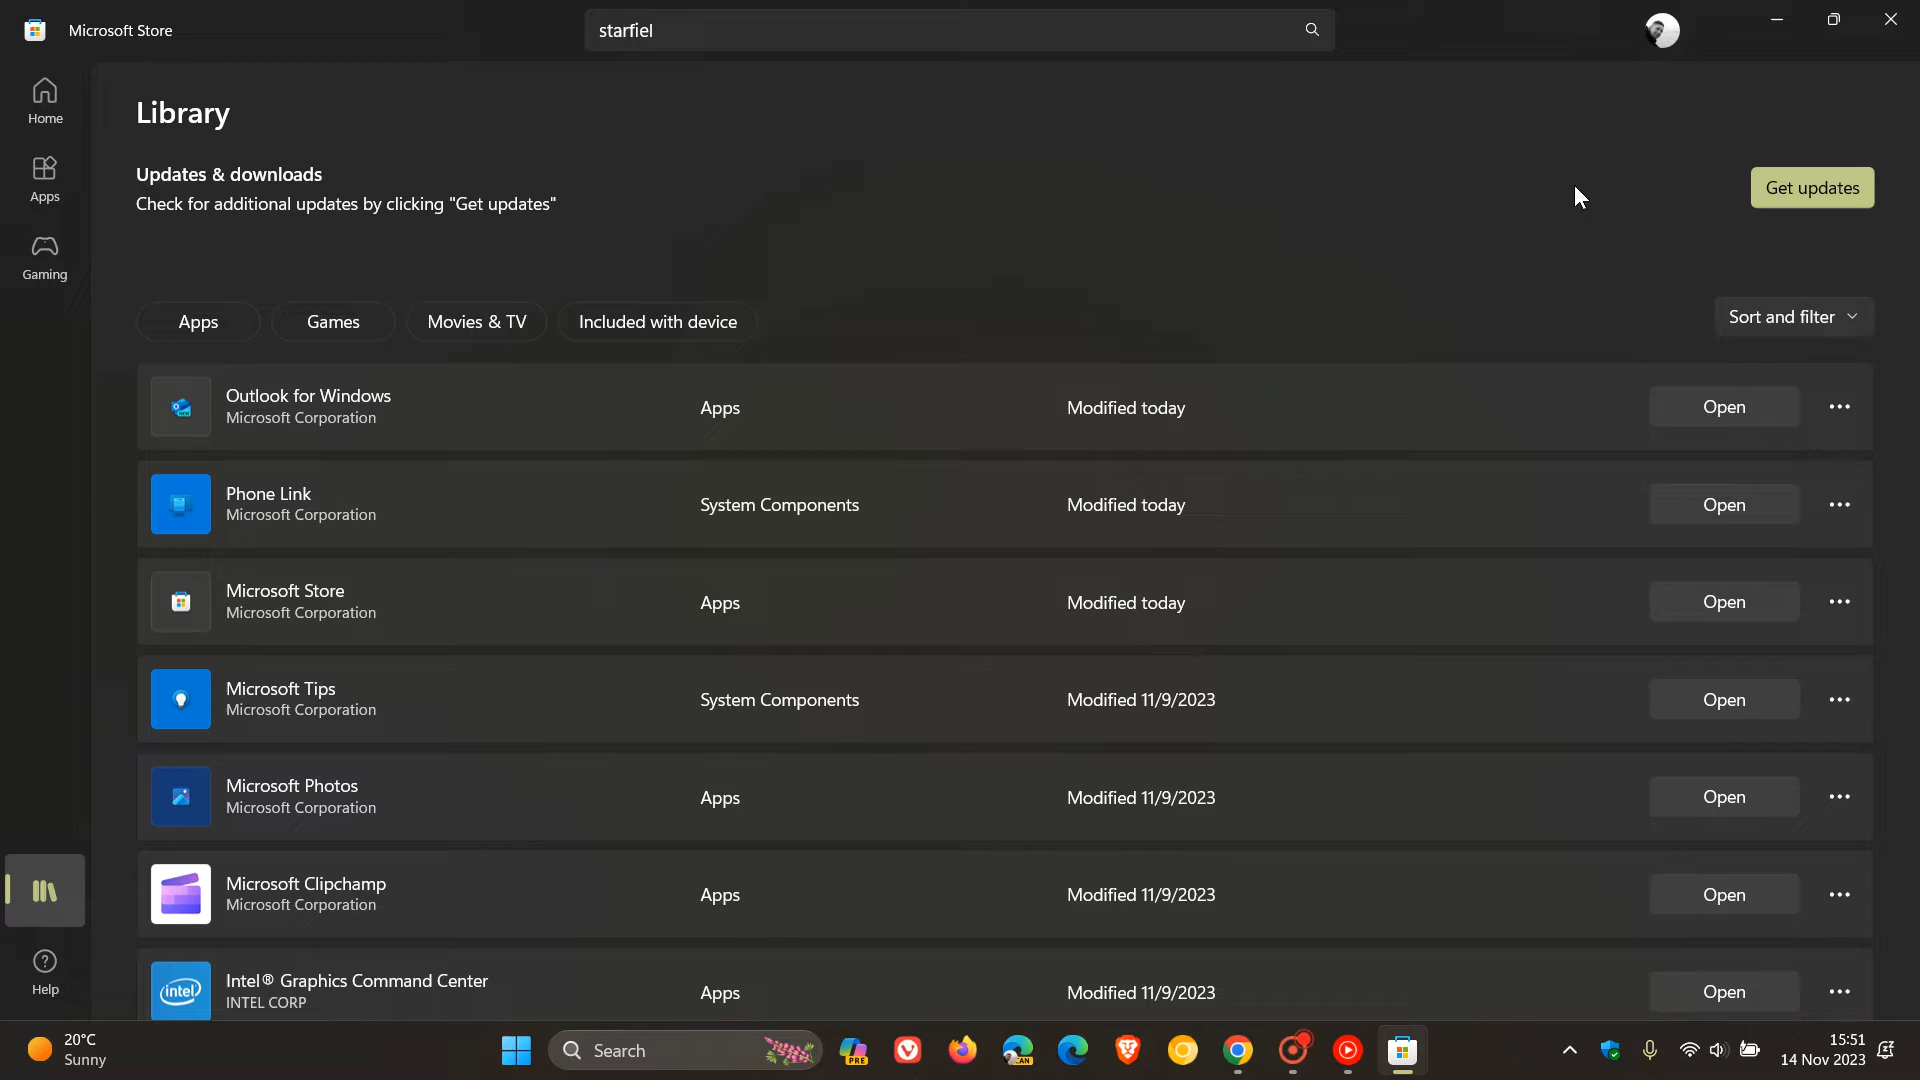 Microsoft Store
starfiel
Home
Apps
Gaming
Library
Updates & downloads
Check for additional updates by clicking "Get updates"
Get updates
Apps
Games
Movies & TV
Included with device
Sort and filter
Outlook for Windows
Microsoft Corporation
Apps
Modified today
Open
Phone Link
Microsoft Corporation
System Components
Modified today
Open
Microsoft Store
Microsoft Corporation
Apps
Modified today
Open
Microsoft Tips
Microsoft Corporation
System Components
Modified 11/9/2023
Open
Microsoft Photos
Microsoft Corporation
Apps
Modified 11/9/2023
Open
Microsoft Clipchamp
Microsoft Corporation
Apps
Modified 11/9/2023
Open
intel
Intel® Graphics Command Center
INTEL CORP
Apps
Modified 11/9/2023
Open
Help
20°C
Sunny
Search
PRE
CAN
15:51
14 Nov 2023